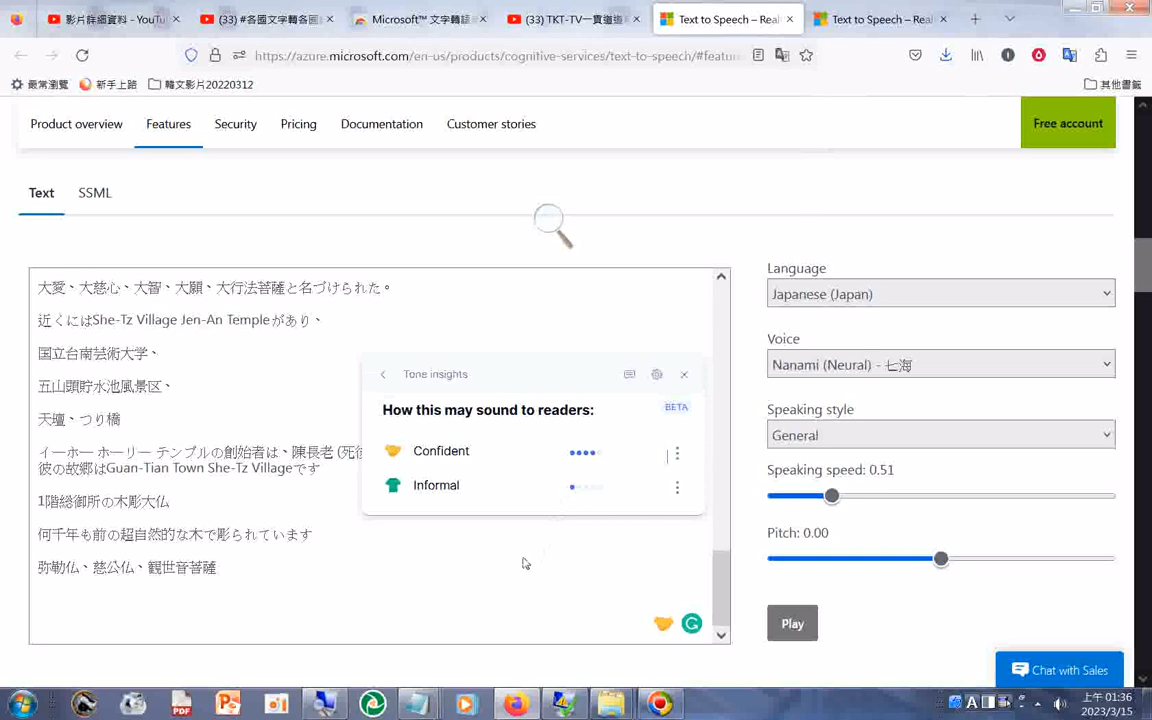 影片詳細資料 - YouTu
(33) #各國文字轉各國
Microsoft™ 文字轉語
(33) TKT-TV一貫道道
Text to Speech – Real
Text to Speech – Real
https://azure.microsoft.com/en-us/products/cognitive-services/text-to-speech/#featu
最常瀏覽
新手上路
韓文影片20220312
其他書籤
Product overview
Features
Security
Pricing
Documentation
Customer stories
Free account
Text
SSML
大愛、大慈心、大智、大願、大行法菩薩と名づけられた。
近くにはShe-Tz Village Jen-An Templeがあり、
国立台南芸術大学、
五山頭貯水池風景区、
天壇、つり橋
イーホー ホーリー テンプルの創始者は、陳長老 (死後
彼の故郷はGuan-Tian Town She-Tz Villageです
1階総御所の木彫大仏
何千年も前の超自然的な木で彫られています
弥勒仏、慈公仏、観世音菩薩
Tone insights
How this may sound to readers:
BETA
Confident
Informal
Language
Japanese (Japan)
Voice
Nanami (Neural) - 七海
Speaking style
General
Speaking speed: 0.51
Pitch: 0.00
Play
Chat with Sales
PDF
A
上午 01:36
2023/3/15